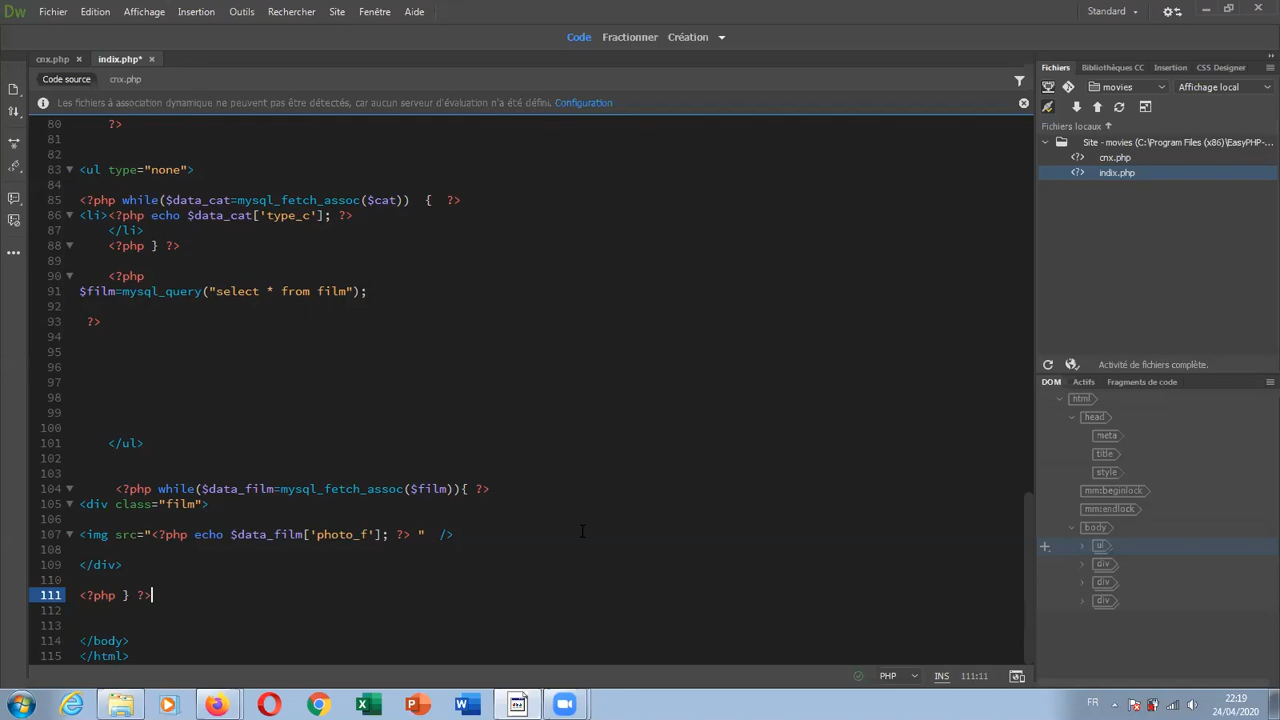 Dw Fichier Edition Affichage Insertion Outils Rechercher Site Fenêtre Aide Standard
Code Fractionner Création
cnx.php × indix.php* ×
Code source cnx.php
Les fichiers à association dynamique ne peuvent pas être détectés, car aucun serveur d'évaluation n'a été défini. Configuration
80 ?>
81
82
83 <ul type="none">
84
85 <?php while($data_cat=mysql_fetch_assoc($cat)) { ?>
86 <li><?php echo $data_cat['type_c']; ?>
87 </li>
88 <?php } ?>
89
90 <?php
91 $film=mysql_query("select * from film");
92
93 ?>
94
95
96
97
98
99
100
101 </ul>
102
103
104 <?php while($data_film=mysql_fetch_assoc($film)){ ?>
105 <div class="film">
106
107 <img src="<?php echo $data_film['photo_f']; ?> " />
108
109 </div>
110
111 <?php } ?>
112
113
114 </body>
115 </html>
PHP INS 111:11
Fichiers Bibliothèques CC Insertion CSS Designer
movies Affichage local
Fichiers locaux
Site - movies (C:\Program Files (x86)\EasyPHP-...
cnx.php
indix.php
Activité de fichiers complète.
DOM Actifs Fragments de code
html
head
meta
title
style
mm:beginlock
mm:endlock
body
ul
div
div
div
FR 22:19
24/04/2020